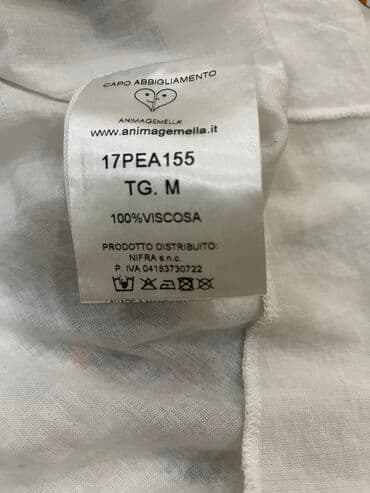 CAPO ABBIGLIAMENTO
ANIMAGEMELLA
www.animagemella.it
17PEA155
TG. M
100%VISCOSA
PRODOTTO DISTRIBUITO:
NIFRA s.n.c.
P. IVA 04183730722